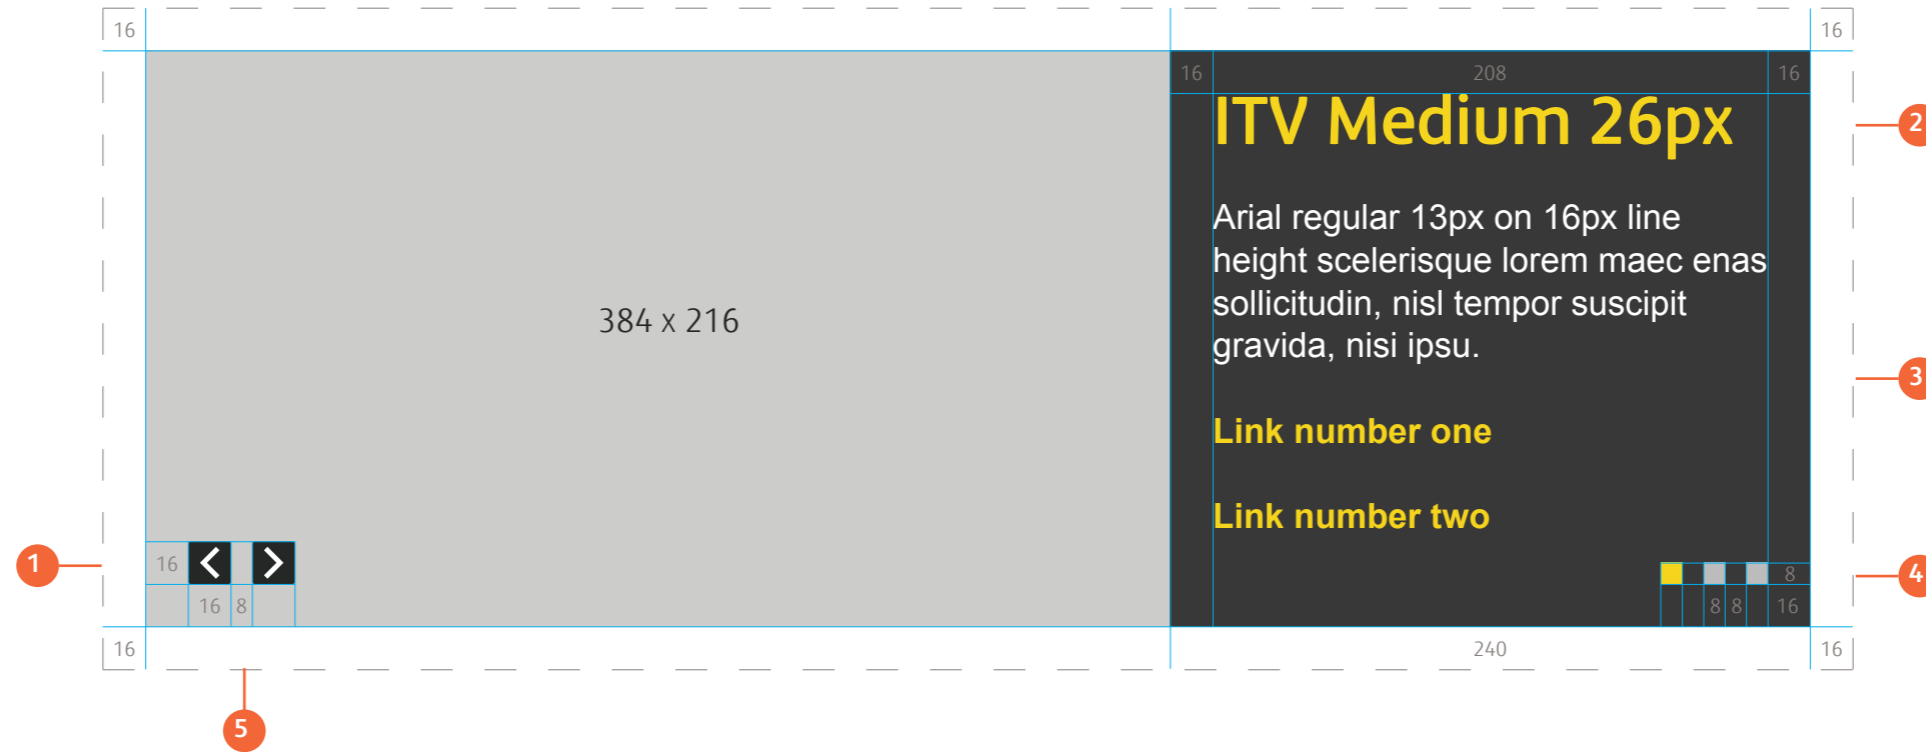 16 16
16 208 16
ITV Medium 26px
2
Arial regular 13px on 16px line
height scelerisque lorem maec enas
sollicitudin, nisl tempor suscipit
gravida, nisi ipsu.
384 x 216
3
Link number one
Link number two
1
16
8
4
16 8
8 8 16
16
240
16
5